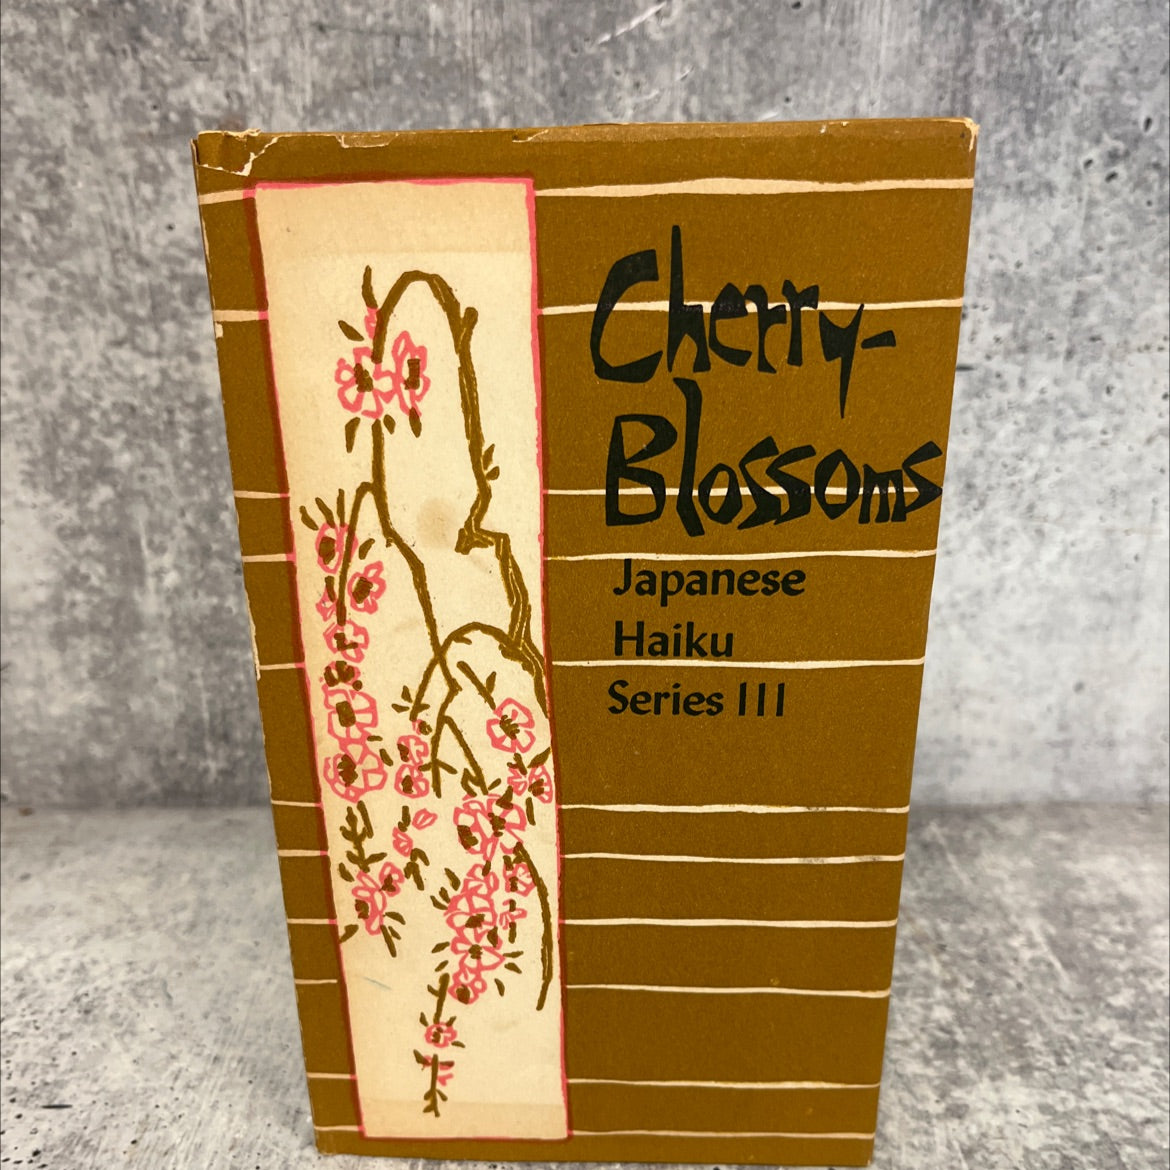 Cherry-
Blossoms
Japanese
Haiku
Series III